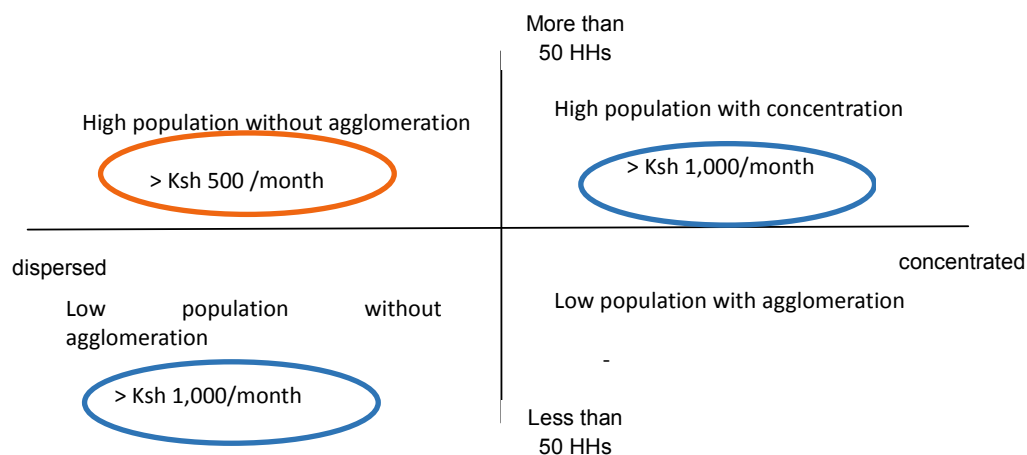 More than
50 HHs
High population without agglomeration
> Ksh 500 /month
High population with concentration
> Ksh 1,000/month
dispersed
concentrated
Low population without
agglomeration
> Ksh 1,000/month
Low population with agglomeration
-
Less than
50 HHs